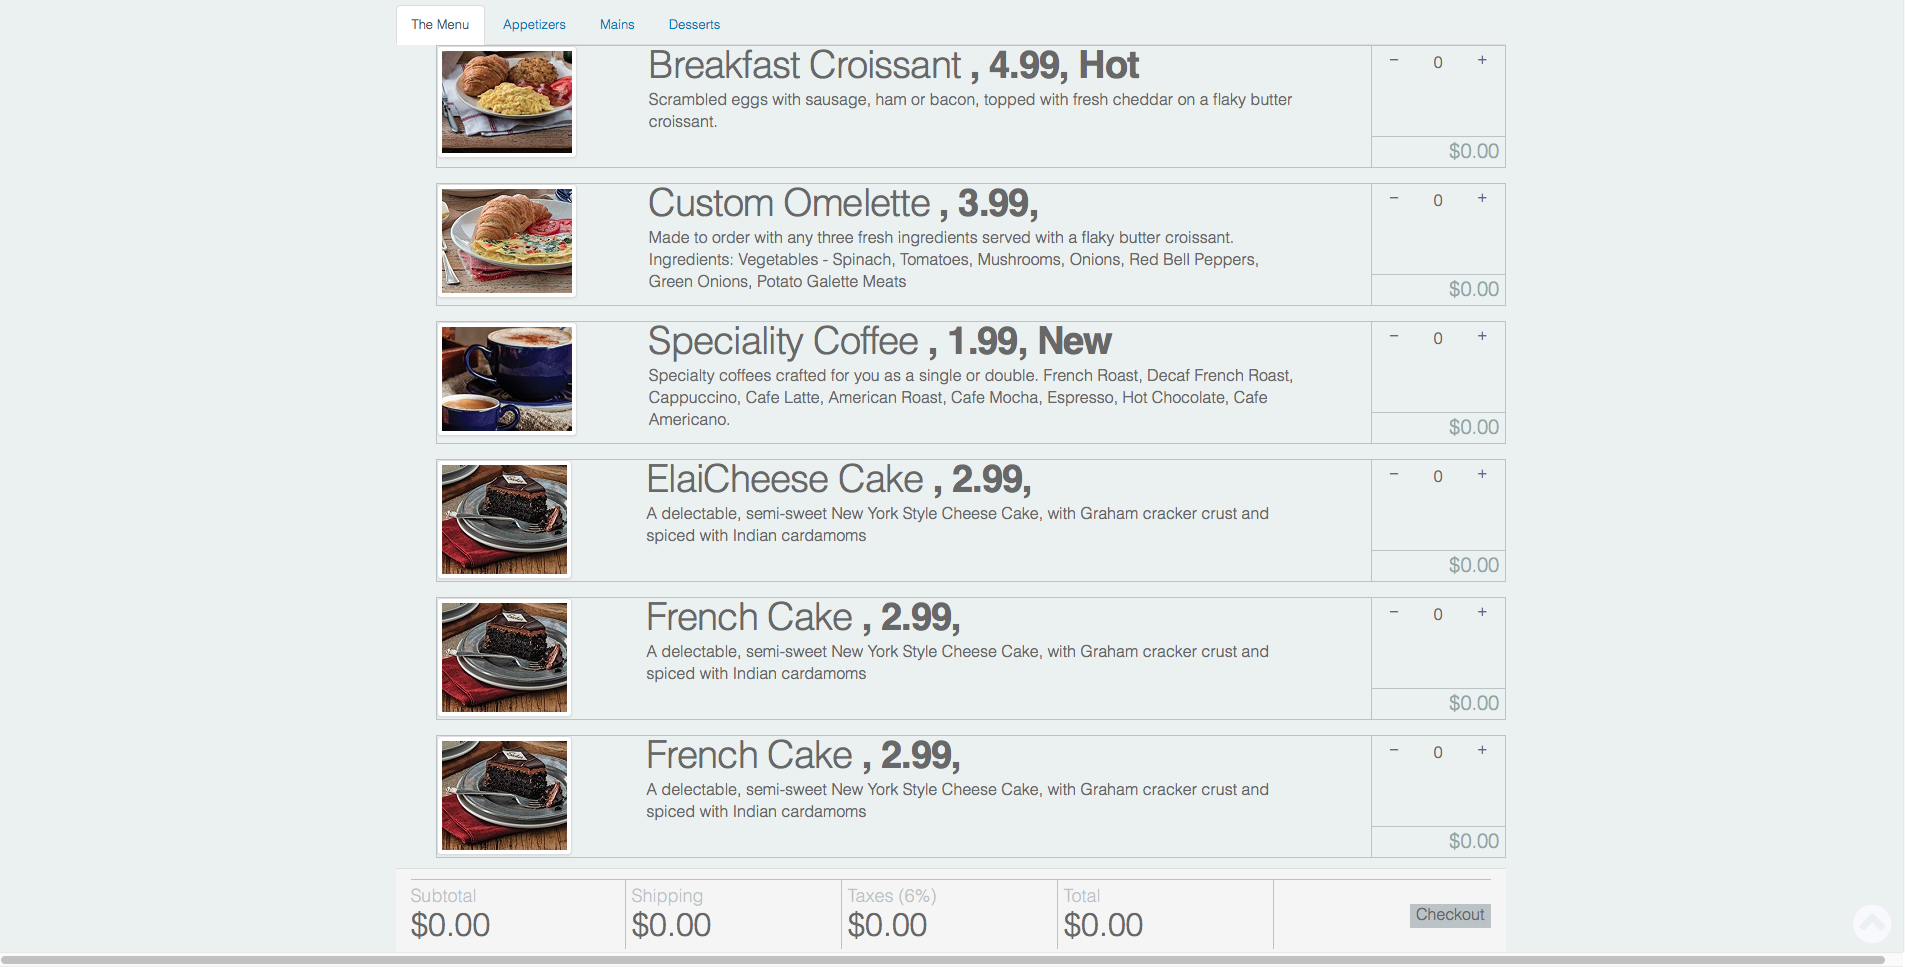 The Menu Appetizers Mains Desserts
Breakfast Croissant , 4.99, Hot
Scrambled eggs with sausage, ham or bacon, topped with fresh cheddar on a flaky butter
croissant.
− 0 +
$0.00
Custom Omelette , 3.99,
Made to order with any three fresh ingredients served with a flaky butter croissant.
Ingredients: Vegetables - Spinach, Tomatoes, Mushrooms, Onions, Red Bell Peppers,
Green Onions, Potato Galette Meats
− 0 +
$0.00
Speciality Coffee , 1.99, New
Specialty coffees crafted for you as a single or double. French Roast, Decaf French Roast,
Cappuccino, Cafe Latte, American Roast, Cafe Mocha, Espresso, Hot Chocolate, Cafe
Americano.
− 0 +
$0.00
ElaiCheese Cake , 2.99,
A delectable, semi-sweet New York Style Cheese Cake, with Graham cracker crust and
spiced with Indian cardamoms
− 0 +
$0.00
French Cake , 2.99,
A delectable, semi-sweet New York Style Cheese Cake, with Graham cracker crust and
spiced with Indian cardamoms
− 0 +
$0.00
French Cake , 2.99,
A delectable, semi-sweet New York Style Cheese Cake, with Graham cracker crust and
spiced with Indian cardamoms
− 0 +
$0.00
Subtotal Shipping Taxes (6%) Total
$0.00 $0.00 $0.00 $0.00
Checkout